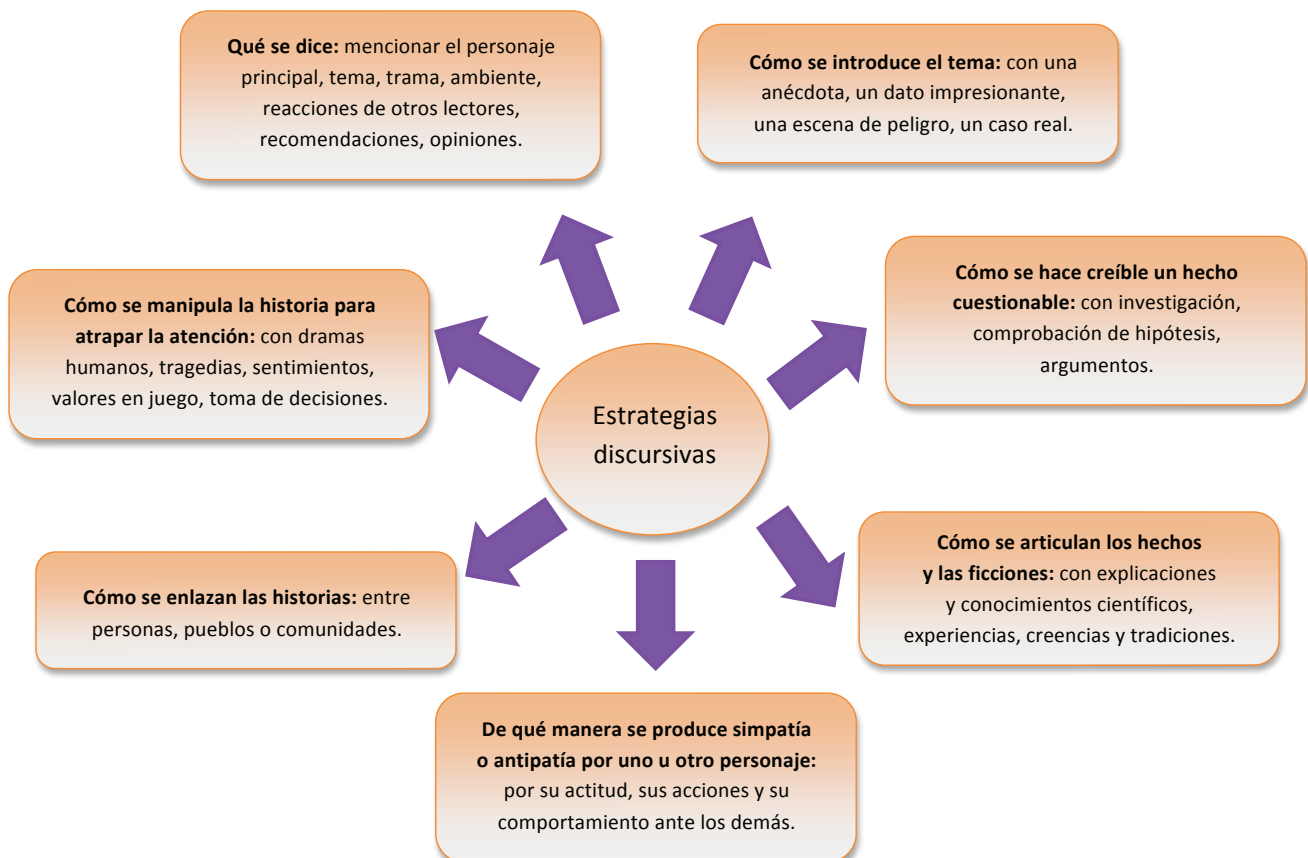 Qué se dice: mencionar el personaje
principal, tema, trama, ambiente,
reacciones de otros lectores,
recomendaciones, opiniones.
Cómo se introduce el tema: con una
anécdota, un dato impresionante,
una escena de peligro, un caso real.
Cómo se manipula la historia para
atrapar la atención: con dramas
humanos, tragedias, sentimientos,
valores en juego, toma de decisiones.
Cómo se hace creíble un hecho
cuestionable: con investigación,
comprobación de hipótesis,
argumentos.
Estrategias
discursivas
Cómo se enlazan las historias: entre
personas, pueblos o comunidades.
Cómo se articulan los hechos
y las ficciones: con explicaciones
y conocimientos científicos,
experiencias, creencias y tradiciones.
De qué manera se produce simpatía
o antipatía por uno u otro personaje:
por su actitud, sus acciones y su
comportamiento ante los demás.